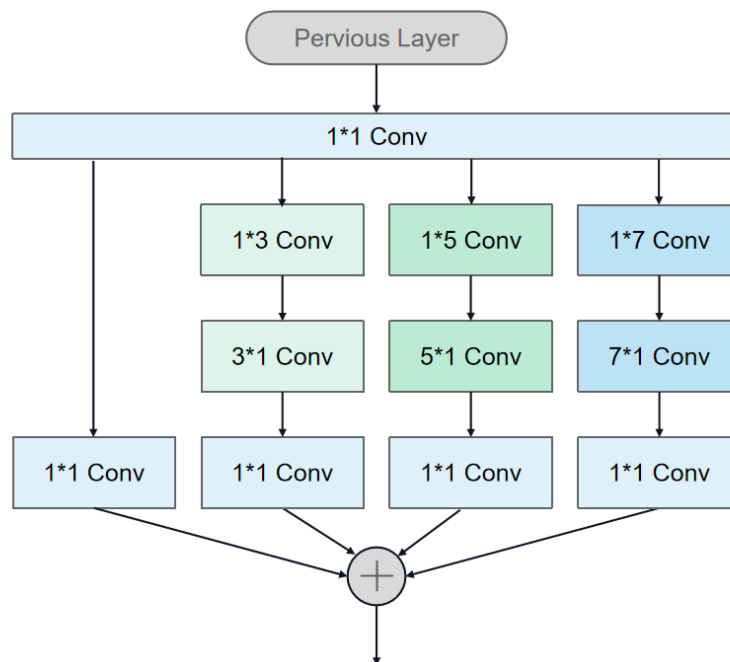 Pervious Layer
1*1 Conv
1*3 Conv
1*5 Conv
1*7 Conv
3*1 Conv
5*1 Conv
7*1 Conv
1*1 Conv
1*1 Conv
1*1 Conv
1*1 Conv